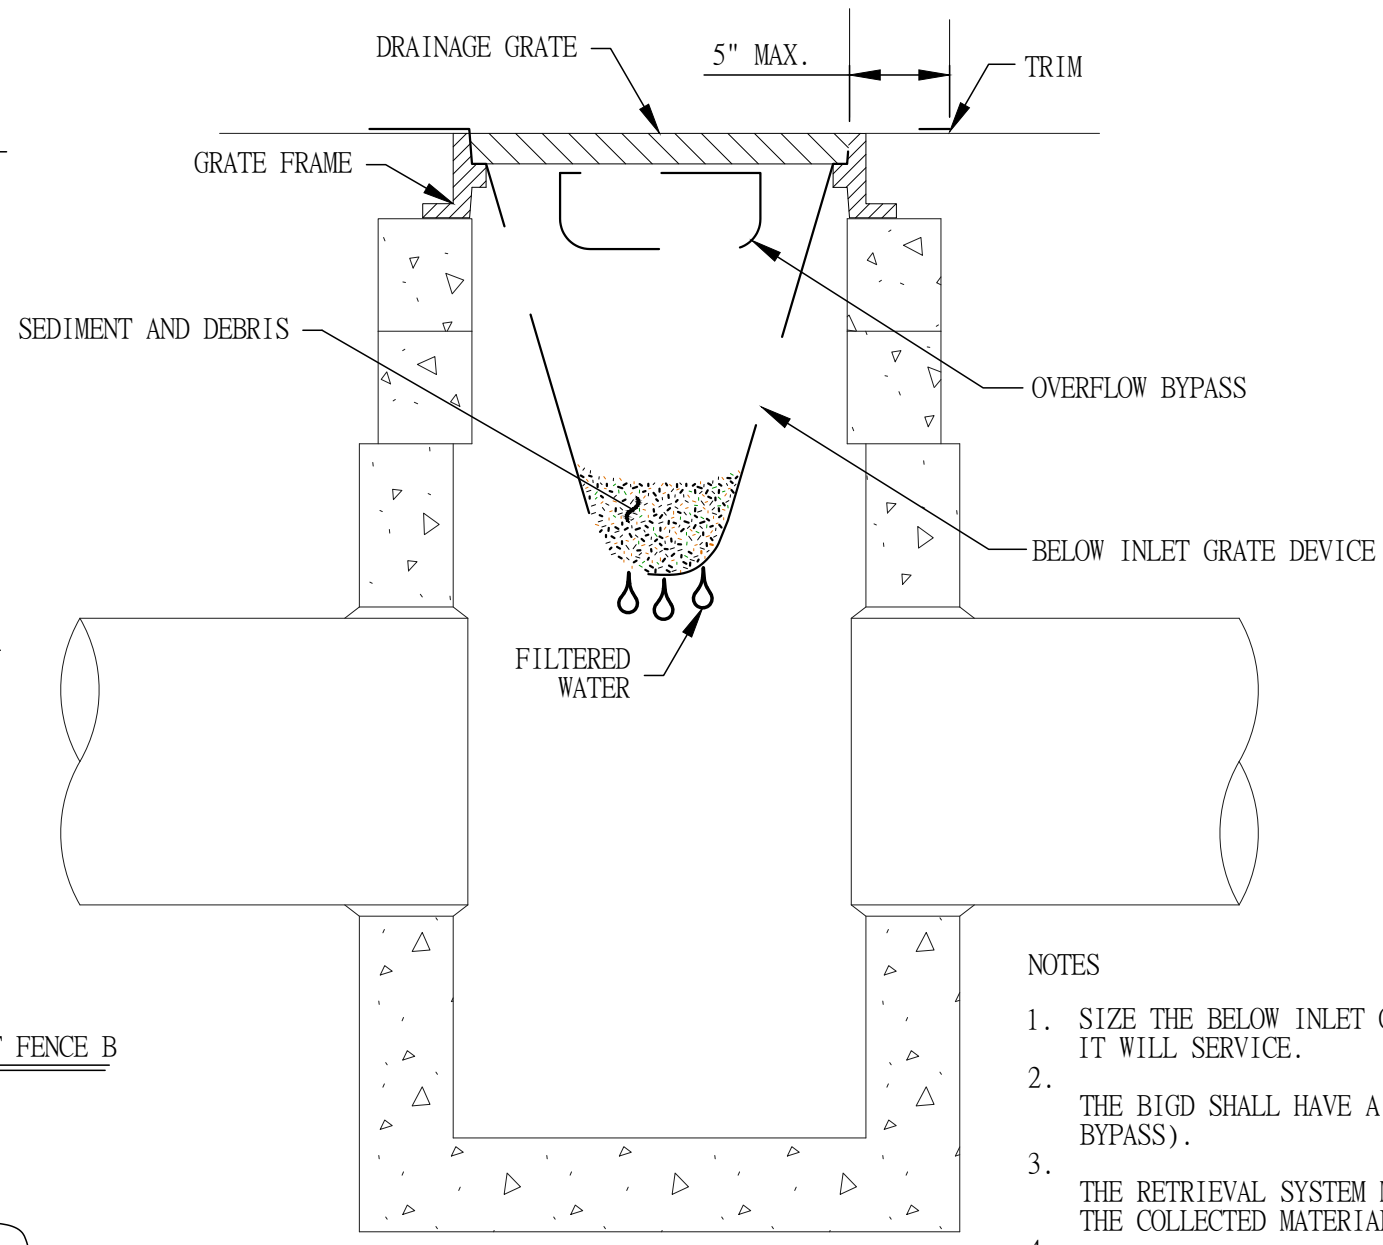 DRAINAGE GRATE
5" MAX.
TRIM
GRATE FRAME
SEDIMENT AND DEBRIS
OVERFLOW BYPASS
BELOW INLET GRATE DEVICE
FILTERED
WATER
FENCE B
NOTES
1. SIZE THE BELOW INLET
IT WILL SERVICE.
2.
THE BIGD SHALL HAVE A
BYPASS).
3.
THE RETRIEVAL SYSTEM
THE COLLECTED MATERIAL